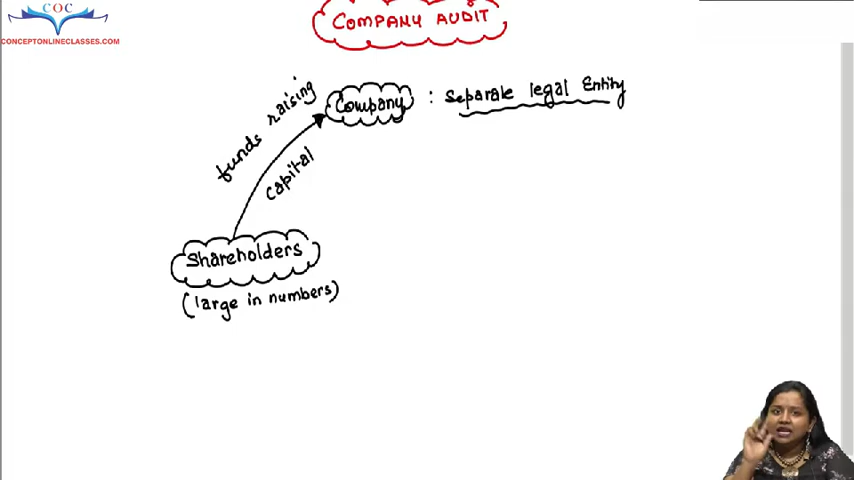 COC
CONCEPTONLINECLASSES.COM
COMPANY AUDIT
Company : Separate legal Entity
funds raising
capital
Shareholders
(large in numbers)